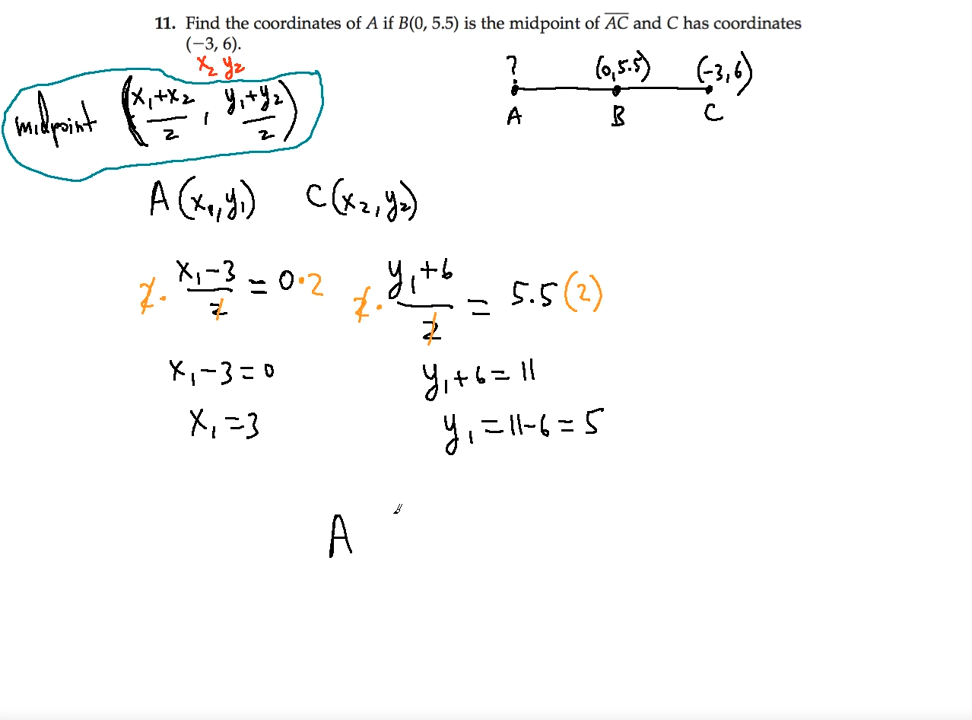 11. Find the coordinates of A if B(0, 5.5) is the midpoint of AC and C has coordinates
(−3, 6).
x₂ y₂
? (0,5.5) (-3,6)
A B C
midpoint (x₁+x₂/2 , y₁+y₂/2)
A(x₁,y₁) C(x₂,y₂)
2· x₁-3/2 = 0·2 2· y₁+6/2 = 5.5(2)
x₁-3=0 y₁+6=11
x₁=3 y₁=11-6=5
A